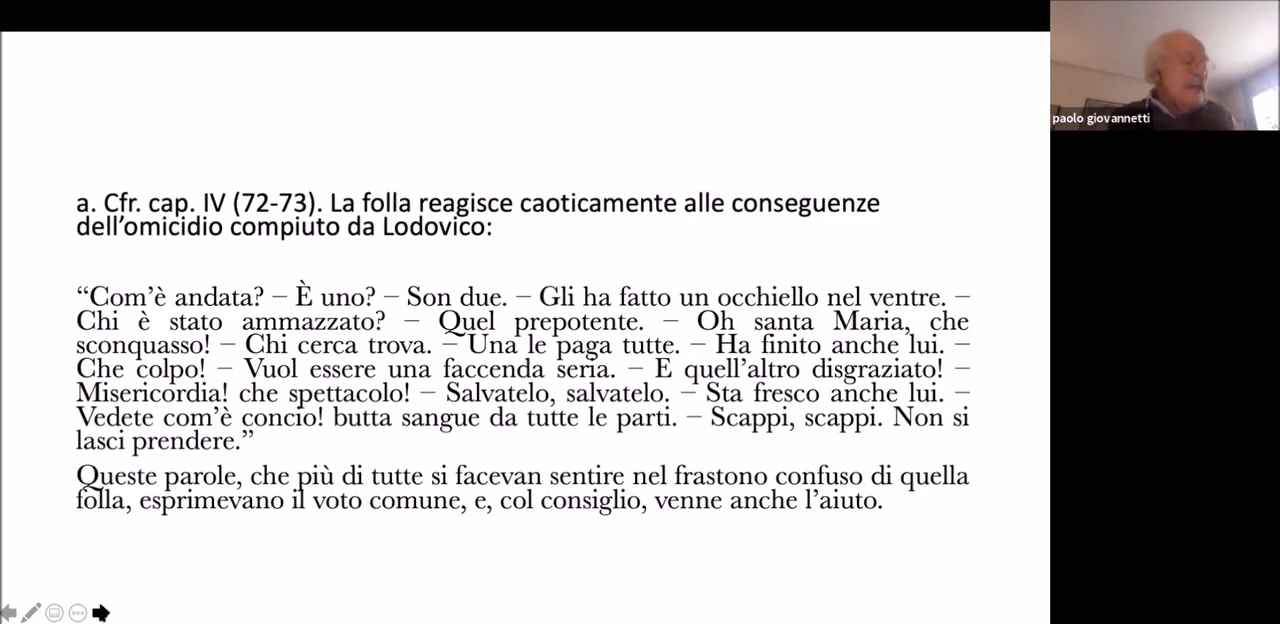 a. Cfr. cap. IV (72-73). La folla reagisce caoticamente alle conseguenze
dell’omicidio compiuto da Lodovico:
“Com’è andata? – È uno? – Son due. – Gli ha fatto un occhiello nel ventre. –
Chi è stato ammazzato? – Quel prepotente. – Oh santa Maria, che
sconquasso! – Chi cerca trova. – Una le paga tutte. – Ha finito anche lui. –
Che colpo! – Vuol essere una faccenda seria. – E quell’altro disgraziato! –
Misericordia! che spettacolo! – Salvatelo, salvatelo. – Sta fresco anche lui. –
Vedete com’è concio! butta sangue da tutte le parti. – Scappi, scappi. Non si
lasci prendere.”
Queste parole, che più di tutte si facevan sentire nel frastono confuso di quella
folla, esprimevano il voto comune, e, col consiglio, venne anche l’aiuto.
paolo giovannetti